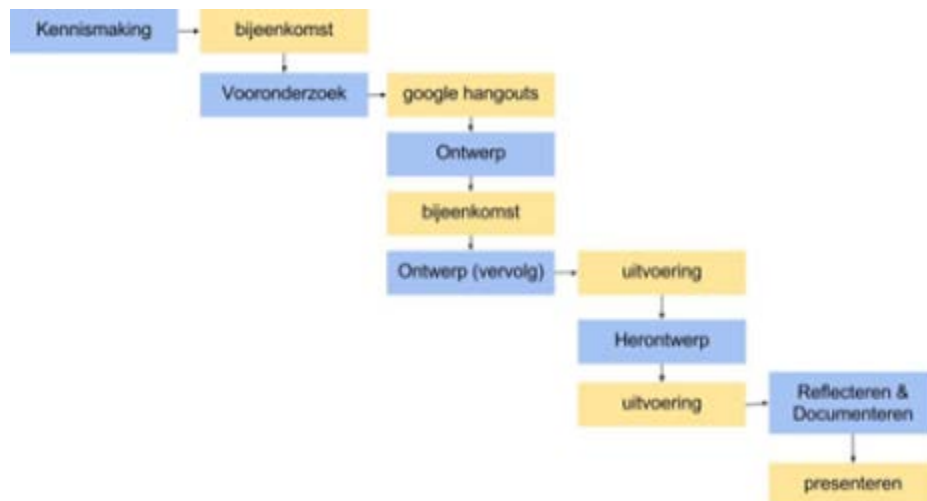 Kennismaking
bijeenkomst
Vooronderzoek
google hangouts
Ontwerp
bijeenkomst
Ontwerp (vervolg)
uitvoering
Herontwerp
uitvoering
Reflecteren &
Documenteren
presenteren